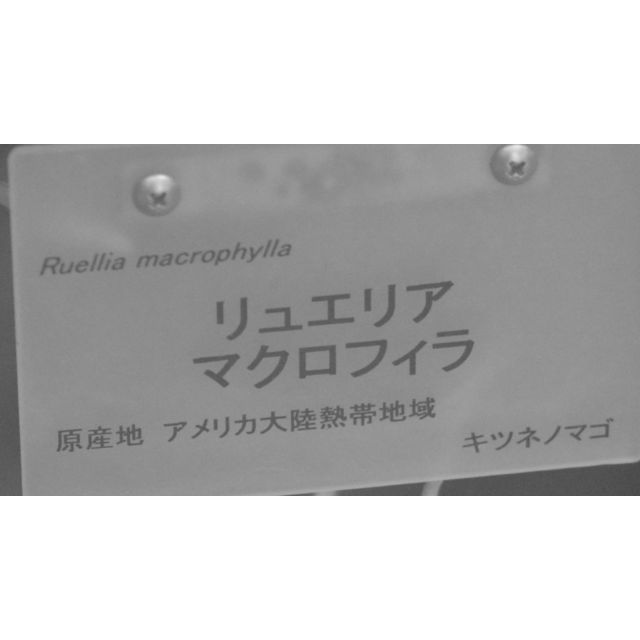 Ruellia macrophylla
リュエリア
マクロフィラ
原産地 アメリカ大陸熱帯地域
キツネノマゴ